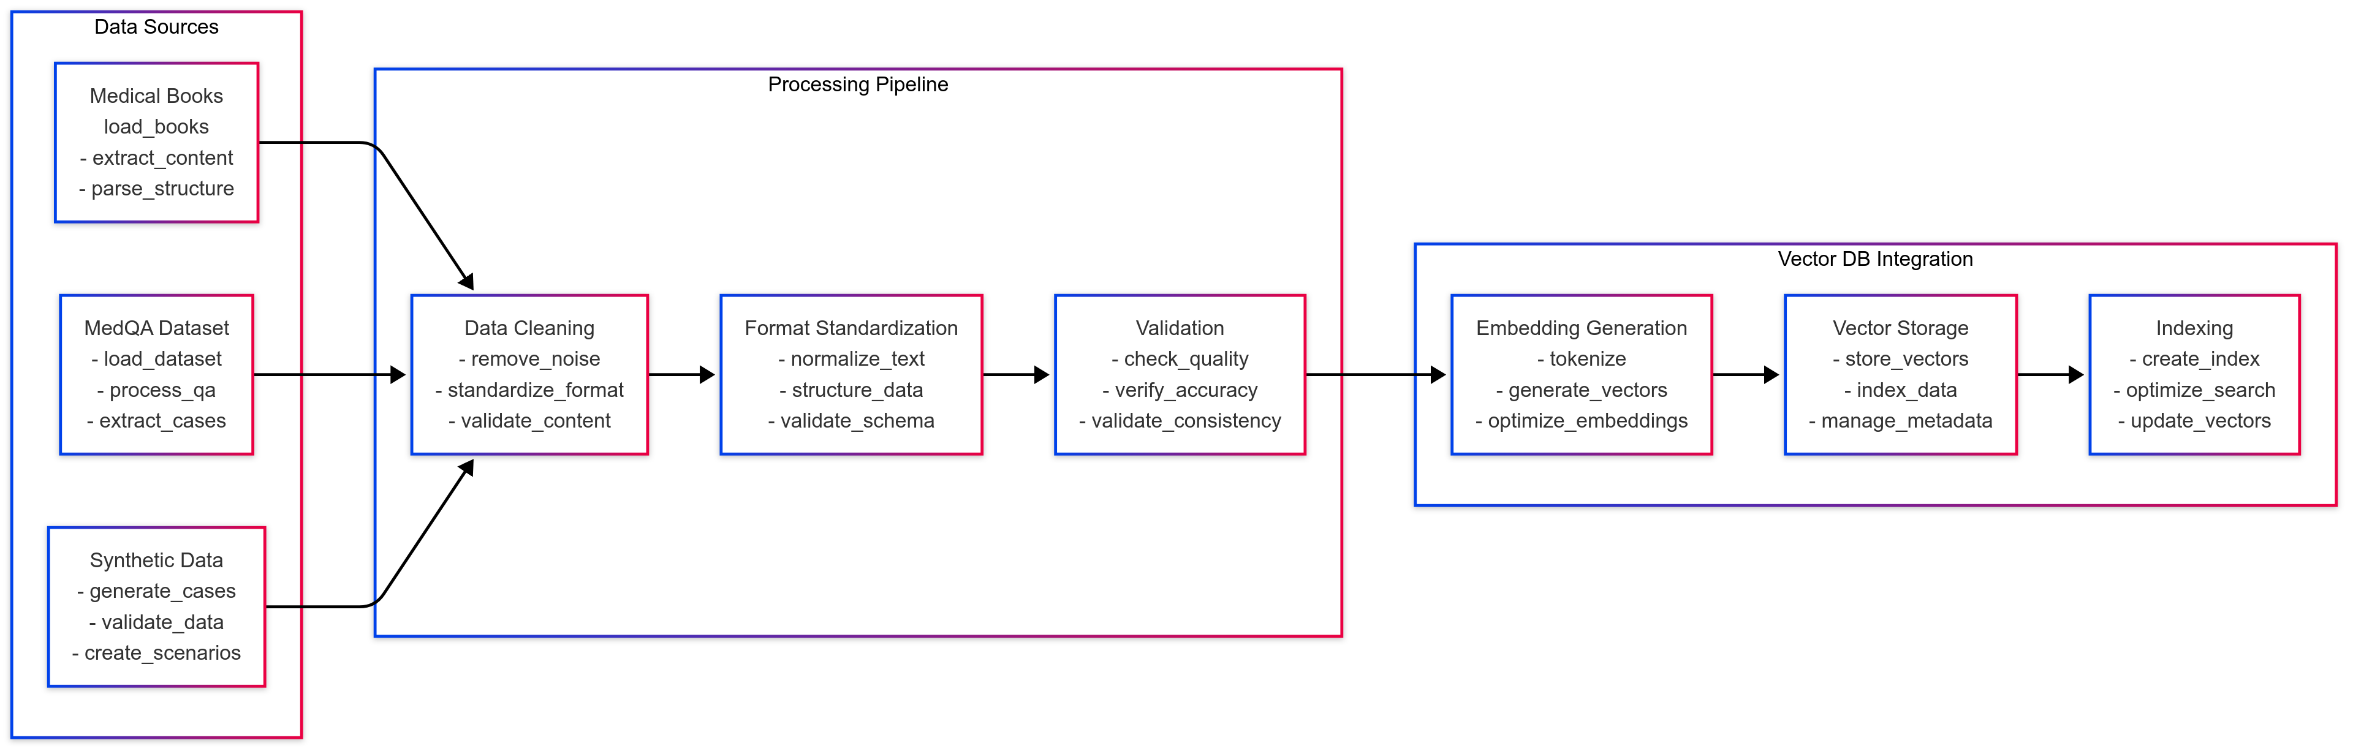 Data Sources
Medical Books
load_books
- extract_content
- parse_structure
MedQA Dataset
- load_dataset
- process_qa
- extract_cases
Synthetic Data
- generate_cases
- validate_data
- create_scenarios
Processing Pipeline
Data Cleaning
- remove_noise
- standardize_format
- validate_content
Format Standardization
- normalize_text
- structure_data
- validate_schema
Validation
- check_quality
- verify_accuracy
- validate_consistency
Vector DB Integration
Embedding Generation
- tokenize
- generate_vectors
- optimize_embeddings
Vector Storage
- store_vectors
- index_data
- manage_metadata
Indexing
- create_index
- optimize_search
- update_vectors